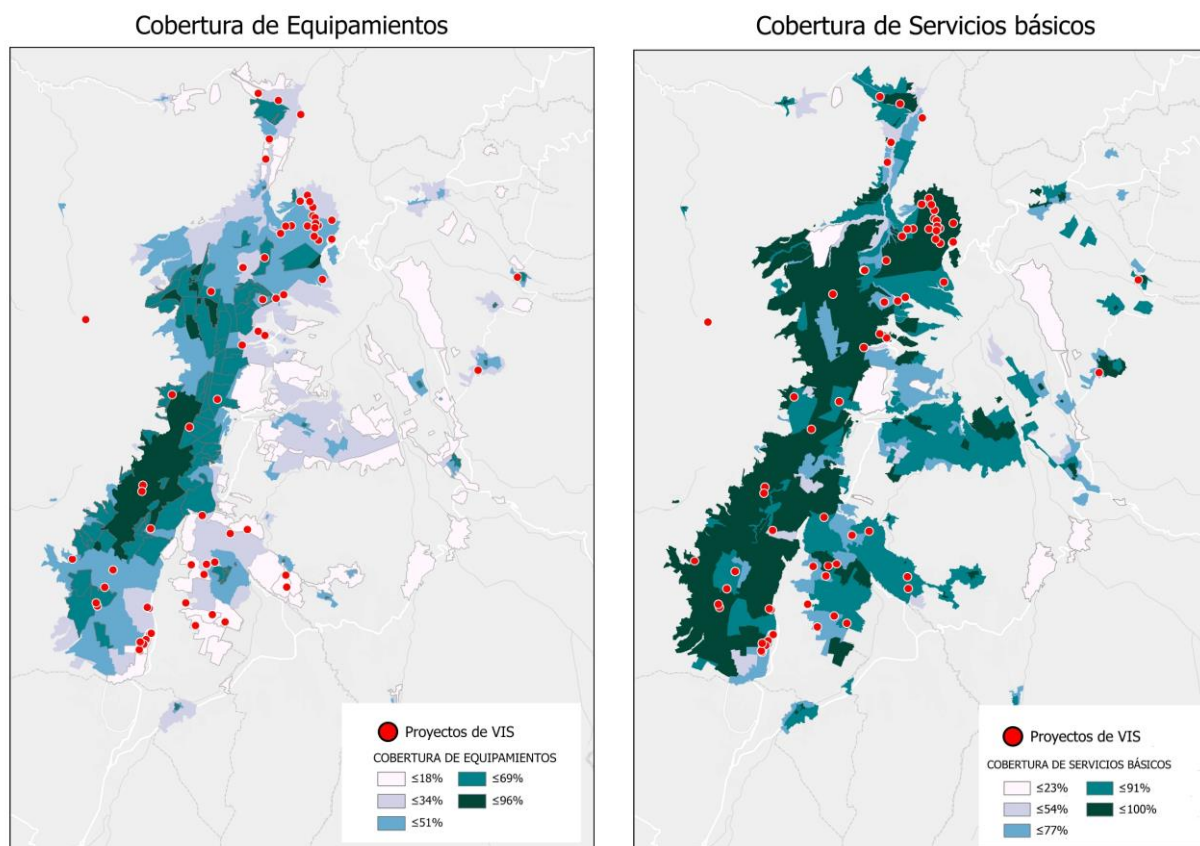 Cobertura de Equipamientos
Proyectos de VIS
COBERTURA DE EQUIPAMIENTOS
≤18% ≤69%
≤34% ≤96%
≤51%
Cobertura de Servicios básicos
Proyectos de VIS
COBERTURA DE SERVICIOS BÁSICOS
≤23% ≤91%
≤54% ≤100%
≤77%